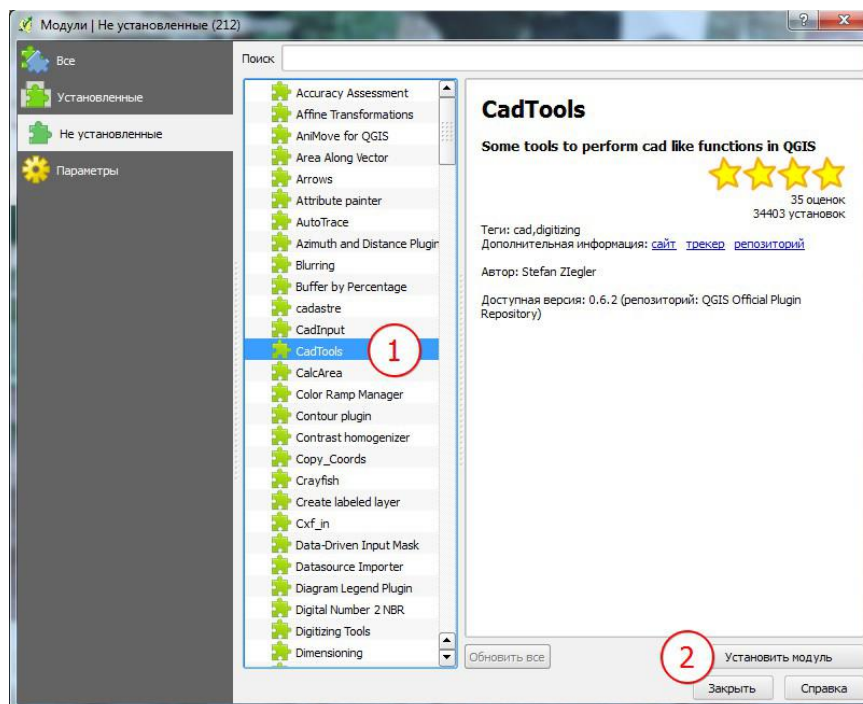 Модули | Не установленные (212)
Все
Установленные
Не установленные
Параметры
Поиск
Accuracy Assessment
Affine Transformations
AniMove for QGIS
Area Along Vector
Arrows
Attribute painter
AutoTrace
Azimuth and Distance Plugin
Blurring
Buffer by Percentage
cadastre
CadInput
CadTools
1
CalcArea
Color Ramp Manager
Contour plugin
Contrast homogenizer
Copy_Coords
Crayfish
Create labeled layer
Cxf_in
Data-Driven Input Mask
Datasource Importer
Diagram Legend Plugin
Digital Number 2 NBR
Digitizing Tools
Dimensioning
CadTools
Some tools to perform cad like functions in QGIS
35 оценок
34403 установок
Теги: cad,digitizing
Дополнительная информация: сайт трекер репозиторий
Автор: Stefan ZIegler
Доступная версия: 0.6.2 (репозиторий: QGIS Official Plugin
Repository)
Обновить все
2
Установить модуль
Закрыть
Справка